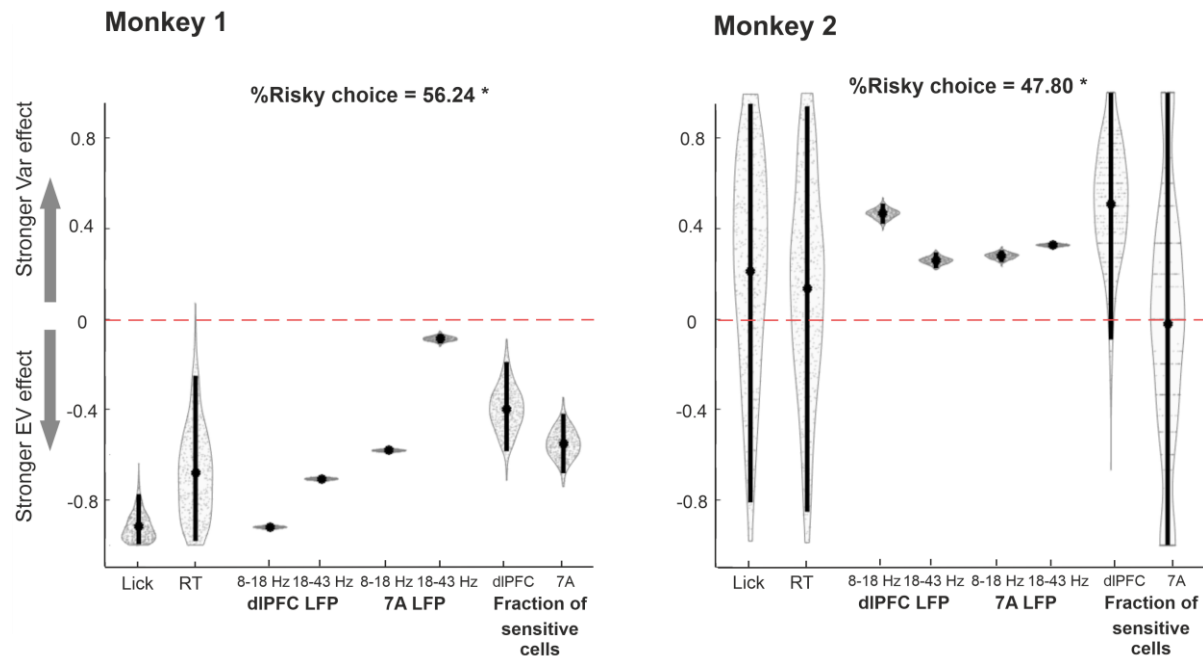 Monkey 1
%Risky choice = 56.24 *
Stronger Var effect
Stronger EV effect
0.8
0.4
0
-0.4
-0.8
Lick
RT
8-18 Hz 18-43 Hz
dlPFC LFP
8-18 Hz 18-43 Hz
7A LFP
dlPFC 7A
Fraction of
sensitive
cells
Monkey 2
%Risky choice = 47.80 *
0.8
0.4
0
-0.4
-0.8
Lick
RT
8-18 Hz 18-43 Hz
dlPFC LFP
8-18 Hz 18-43 Hz
7A LFP
dlPFC 7A
Fraction of
sensitive
cells